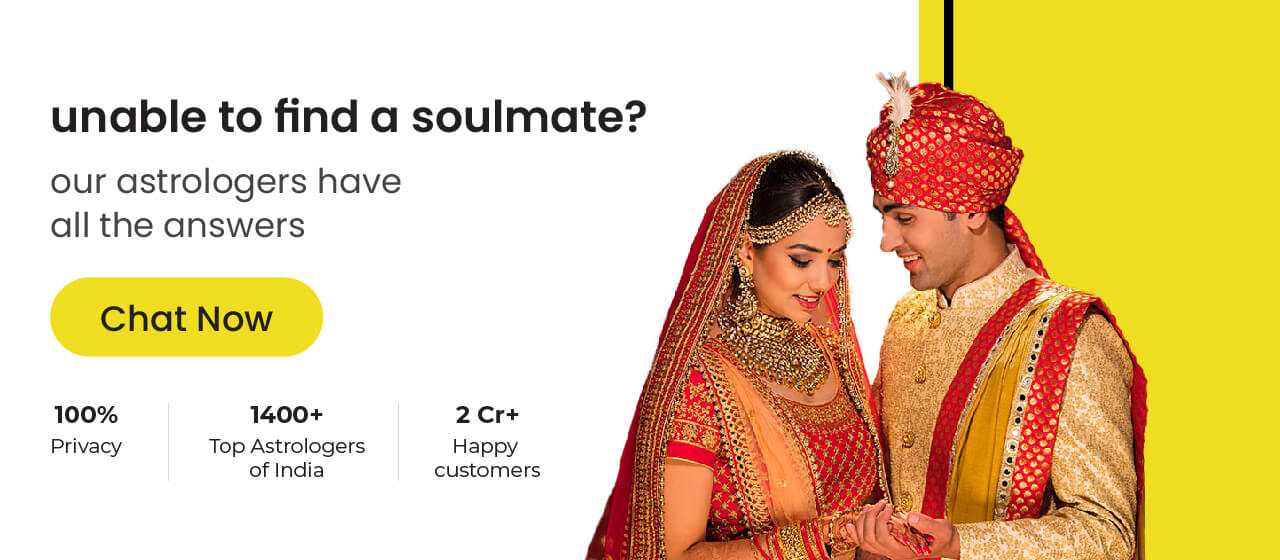 unable to find a soulmate?
our astrologers have
all the answers
Chat Now
100%
Privacy
1400+
Top Astrologers
of India
2 Cr+
Happy
customers